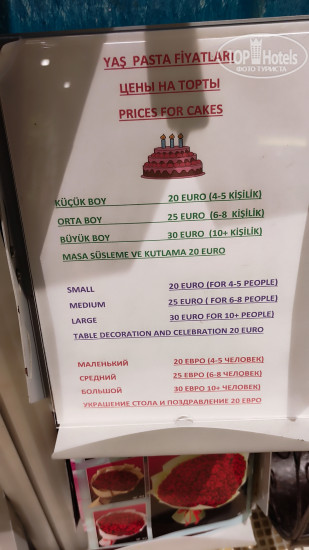 TOP Hotels
ФОТО ТУРИСТА
YAŞ PASTA FİYATLARI
ЦЕНЫ НА ТОРТЫ
PRICES FOR CAKES
KÜÇÜK BOY 20 EURO (4-5 KİŞİLİK)
ORTA BOY 25 EURO (6-8 KİŞİLİK)
BÜYÜK BOY 30 EURO (10+ KİŞİLİK)
MASA SÜSLEME VE KUTLAMA 20 EURO
SMALL 20 EURO (FOR 4-5 PEOPLE)
MEDIUM 25 EURO ( FOR 6-8 PEOPLE)
LARGE 30 EURO FOR 10+ PEOPLE)
TABLE DECORATION AND CELEBRATION 20 EURO
МАЛЕНЬКИЙ 20 ЕВРО (4-5 ЧЕЛОВЕК)
СРЕДНИЙ 25 ЕВРО (6-8 ЧЕЛОВЕК)
БОЛЬШОЙ 30 ЕВРО 10+ ЧЕЛОВЕК)
УКРАШЕНИЕ СТОЛА И ПОЗДРАВЛЕНИЕ 20 ЕВРО